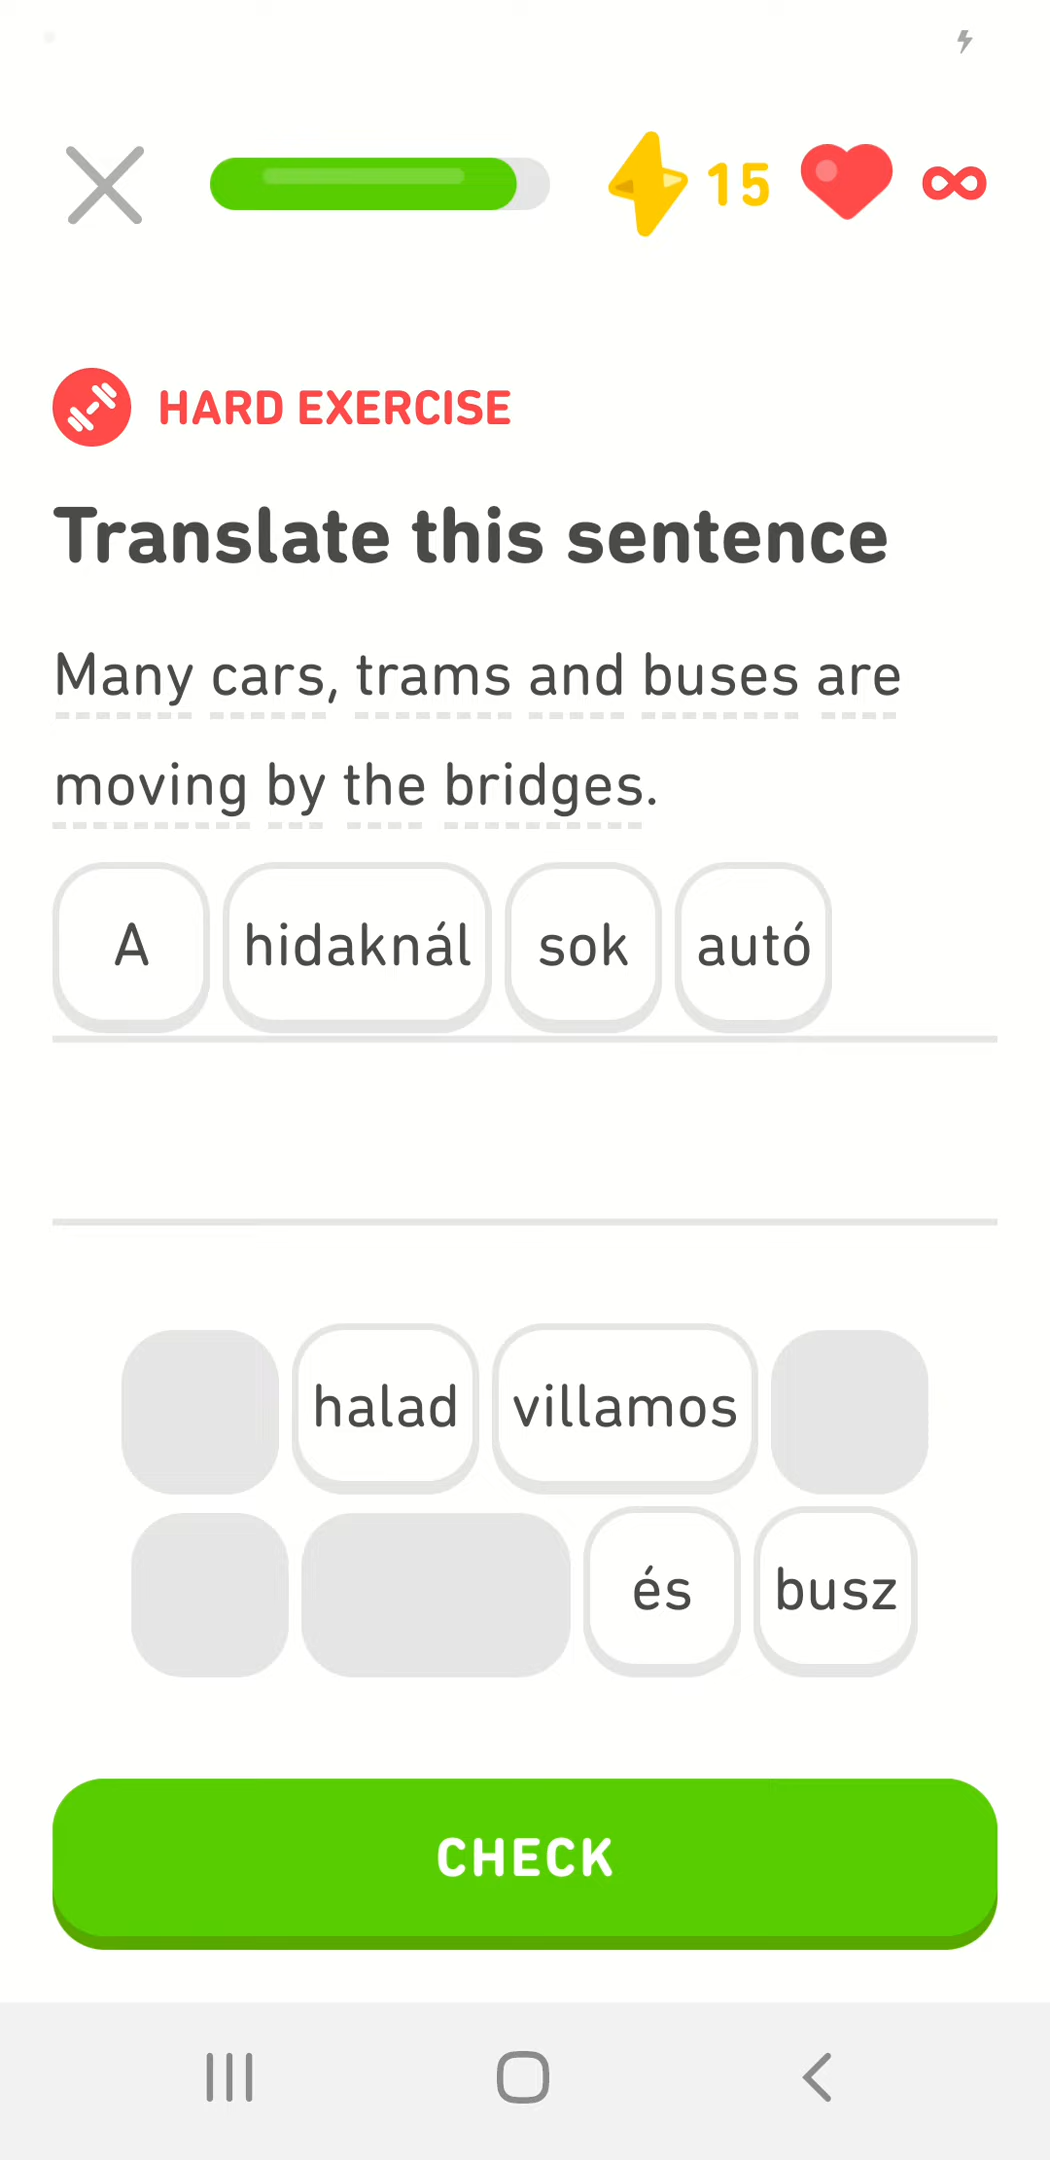 15 ∞
HARD EXERCISE
Translate this sentence
Many cars, trams and buses are
moving by the bridges.
A hidaknál sok autó
halad villamos
és busz
CHECK